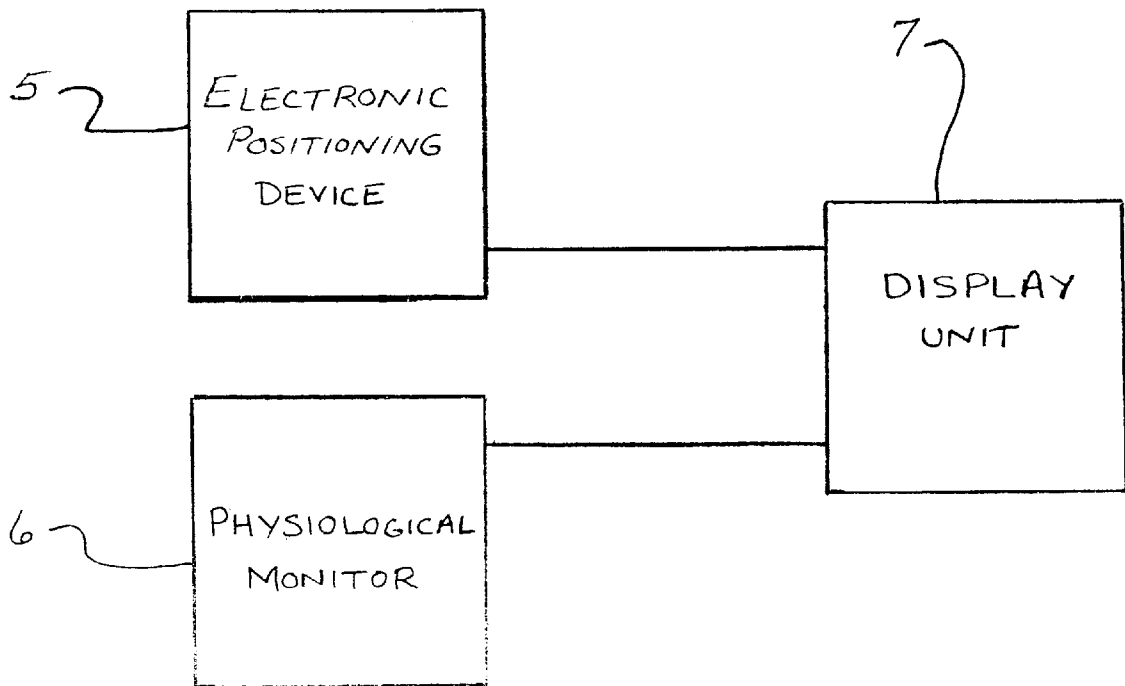 5
ELECTRONIC
POSITIONING
DEVICE
7
DISPLAY
UNIT
6
PHYSIOLOGICAL
MONITOR